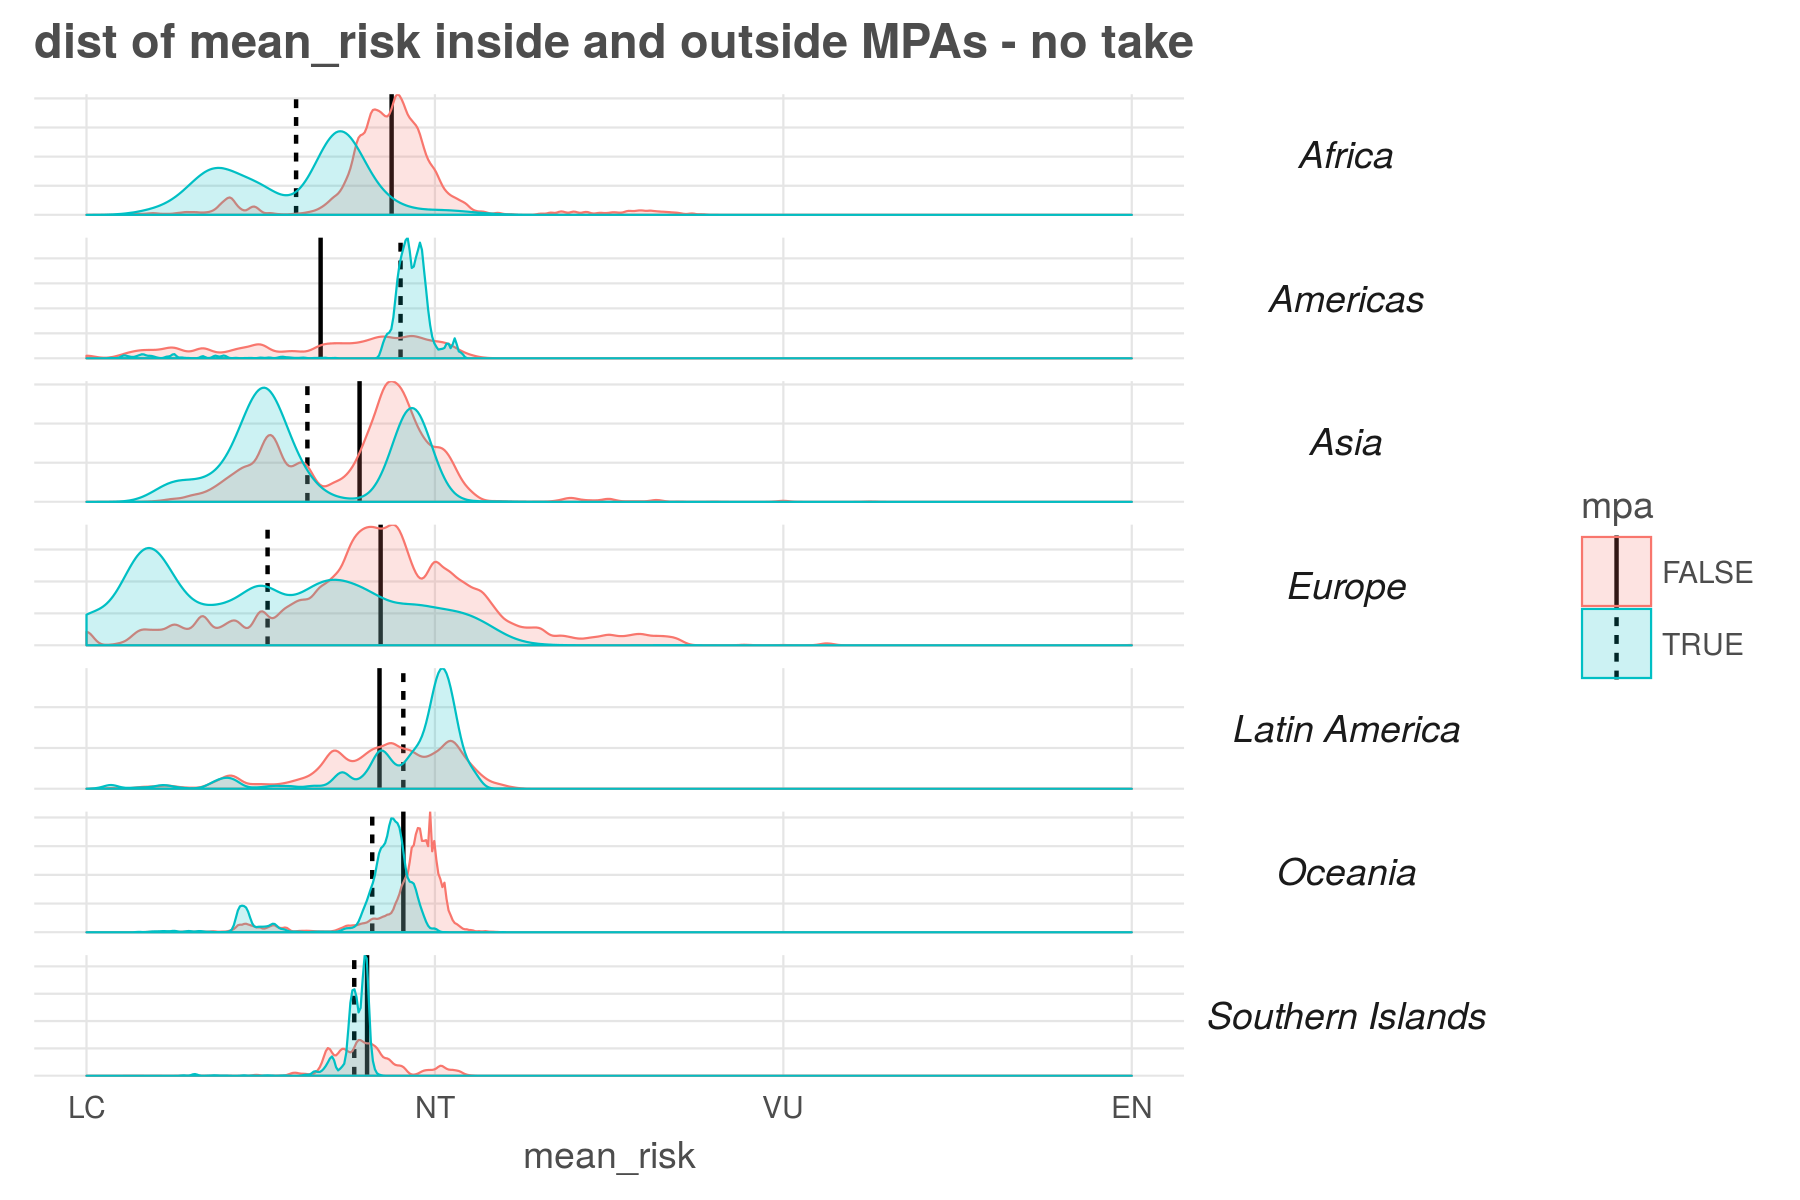 dist of mean_risk inside and outside MPAs - no take
Africa
Americas
Asia
mpa
FALSE
Europe
TRUE
Latin America
Oceania
Southern Islands
LC NT VU EN
mean_risk